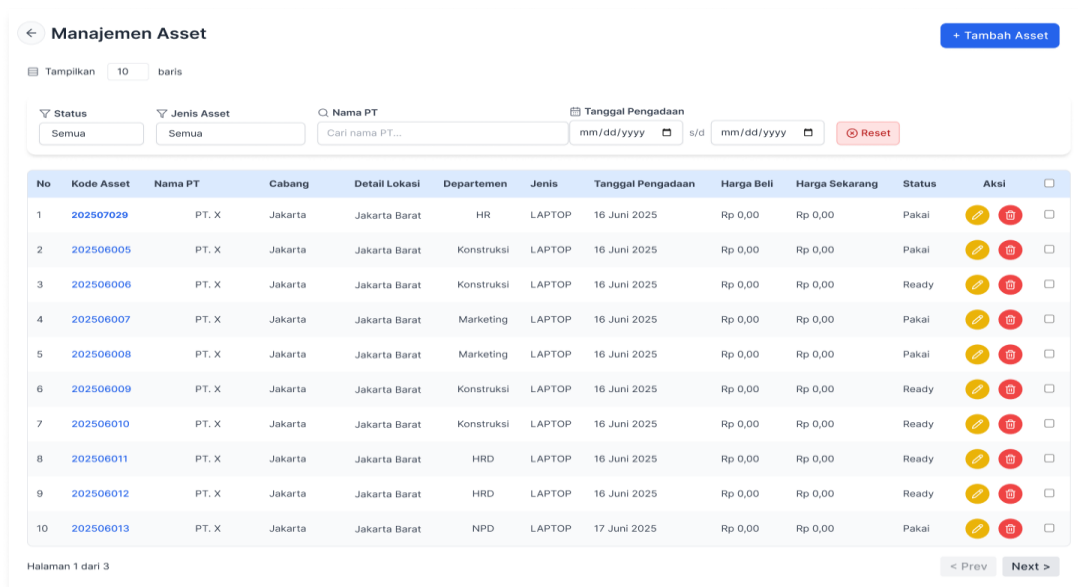 Manajemen Asset
+ Tambah Asset
Tampilkan 10 baris
Status Jenis Asset Nama PT Tanggal Pengadaan
Semua Semua Cari nama PT... mm/dd/yyyy s/d mm/dd/yyyy Reset
No Kode Asset Nama PT Cabang Detail Lokasi Departemen Jenis Tanggal Pengadaan Harga Beli Harga Sekarang Status Aksi
1 202507029 PT. X Jakarta Jakarta Barat HR LAPTOP 16 Juni 2025 Rp 0,00 Rp 0,00 Pakai
2 202506005 PT. X Jakarta Jakarta Barat Konstruksi LAPTOP 16 Juni 2025 Rp 0,00 Rp 0,00 Pakai
3 202506006 PT. X Jakarta Jakarta Barat Konstruksi LAPTOP 16 Juni 2025 Rp 0,00 Rp 0,00 Ready
4 202506007 PT. X Jakarta Jakarta Barat Marketing LAPTOP 16 Juni 2025 Rp 0,00 Rp 0,00 Pakai
5 202506008 PT. X Jakarta Jakarta Barat Marketing LAPTOP 16 Juni 2025 Rp 0,00 Rp 0,00 Pakai
6 202506009 PT. X Jakarta Jakarta Barat Konstruksi LAPTOP 16 Juni 2025 Rp 0,00 Rp 0,00 Ready
7 202506010 PT. X Jakarta Jakarta Barat Konstruksi LAPTOP 16 Juni 2025 Rp 0,00 Rp 0,00 Ready
8 202506011 PT. X Jakarta Jakarta Barat HRD LAPTOP 16 Juni 2025 Rp 0,00 Rp 0,00 Ready
9 202506012 PT. X Jakarta Jakarta Barat HRD LAPTOP 16 Juni 2025 Rp 0,00 Rp 0,00 Ready
10 202506013 PT. X Jakarta Jakarta Barat NPD LAPTOP 17 Juni 2025 Rp 0,00 Rp 0,00 Pakai
Halaman 1 dari 3 < Prev Next >